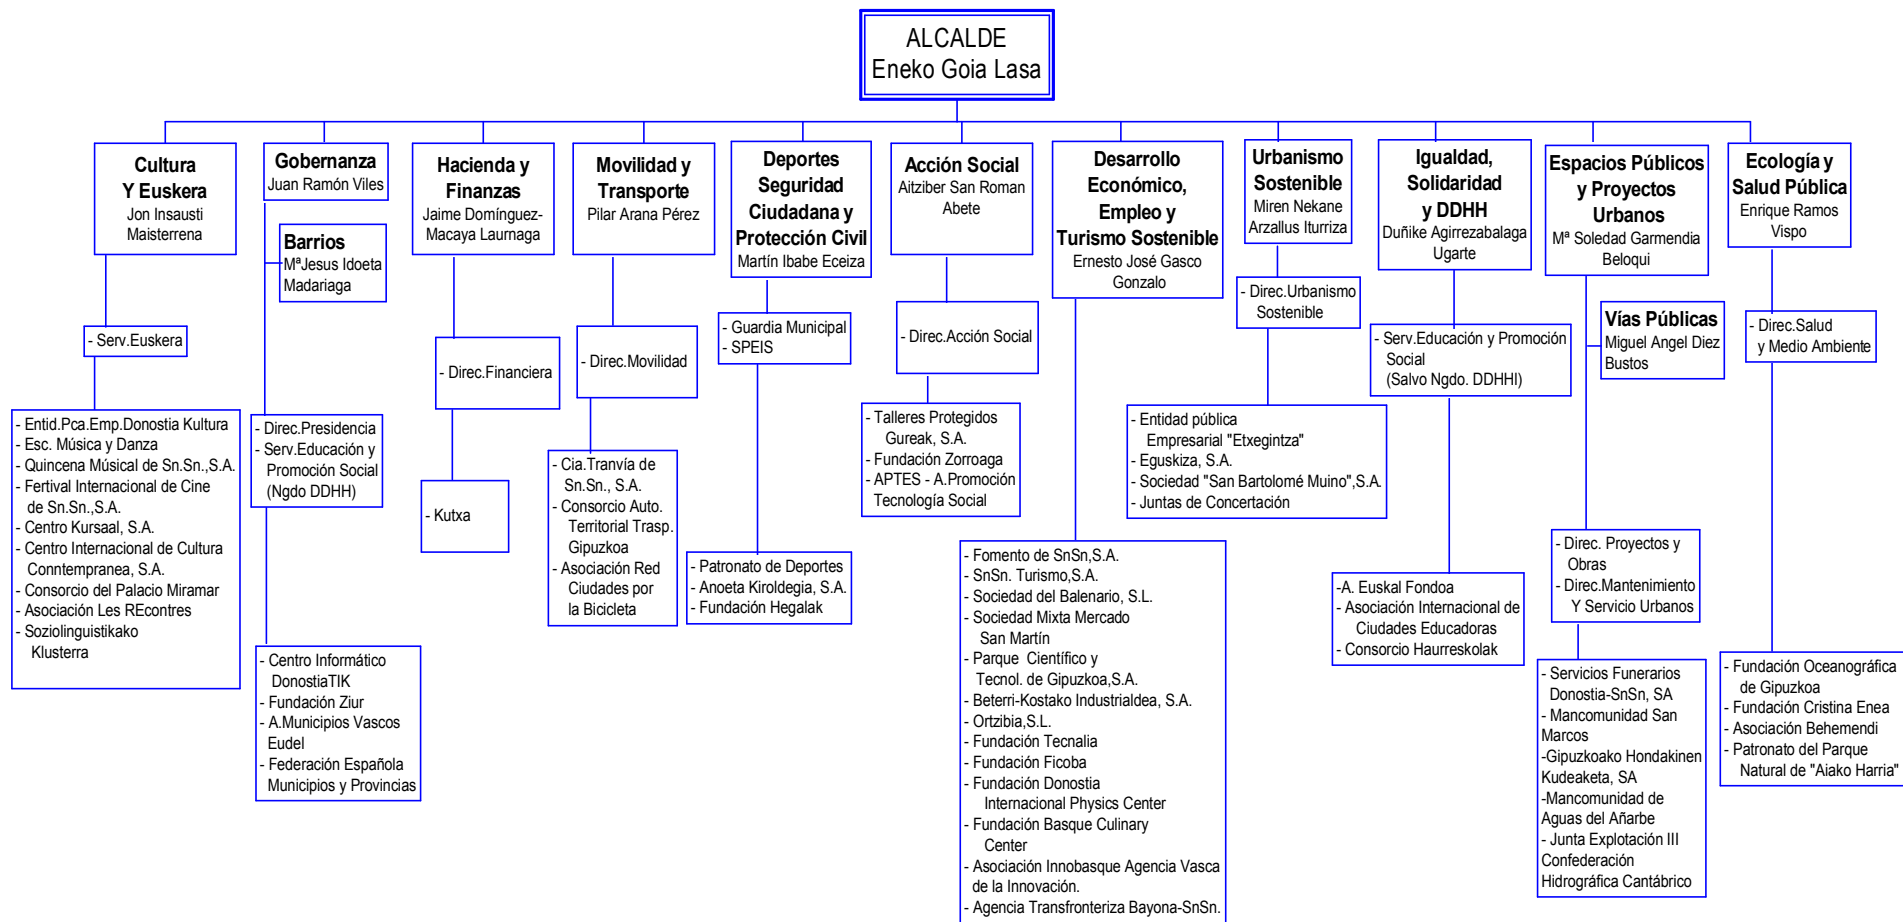 ALCALDE
Eneko Goia Lasa
Cultura
Y Euskera
Jon Insausti
Maisterrena
- Serv.Euskera
- Entid.Pca.Emp.Donostia Kultura
- Esc. Música y Danza
- Quincena Músical de Sn.Sn.,S.A.
- Fertival Internacional de Cine
de Sn.Sn.,S.A.
- Centro Kursaal, S.A.
- Centro Internacional de Cultura
Conntempranea, S.A.
- Consorcio del Palacio Miramar
- Asociación Les REcontres
- Soziolinguistikako
Klusterra
Gobernanza
Juan Ramón Viles
Barrios
MªJesus Idoeta
Madariaga
- Direc.Presidencia
- Serv.Educación y
Promoción Social
(Ngdo DDHH)
- Centro Informático
DonostiaTIK
- Fundación Ziur
- A.Municipios Vascos
Eudel
- Federación Española
Municipios y Provincias
Hacienda y
Finanzas
Jaime Domínguez-
Macaya Laurnaga
- Direc.Financiera
- Kutxa
Movilidad y
Transporte
Pilar Arana Pérez
- Direc.Movilidad
- Cia.Tranvía de
Sn.Sn., S.A.
- Consorcio Auto.
Territorial Trasp.
Gipuzkoa
- Asociación Red
Ciudades por
la Bicicleta
Deportes
Seguridad
Ciudadana y
Protección Civil
Martín Ibabe Eceiza
- Guardia Municipal
- SPEIS
- Patronato de Deportes
- Anoeta Kiroldegia, S.A.
- Fundación Hegalak
Acción Social
Aitziber San Roman
Abete
- Direc.Acción Social
- Talleres Protegidos
Gureak, S.A.
- Fundación Zorroaga
- APTES - A.Promoción
Tecnología Social
Desarrollo
Económico,
Empleo y
Turismo Sostenible
Ernesto José Gasco
Gonzalo
- Fomento de SnSn,S.A.
- SnSn. Turismo,S.A.
- Sociedad del Balenario, S.L.
- Sociedad Mixta Mercado
San Martín
- Parque Científico y
Tecnol. de Gipuzkoa,S.A.
- Beterri-Kostako Industrialdea, S.A.
- Ortzibia,S.L.
- Fundación Tecnalia
- Fundación Ficoba
- Fundación Donostia
Internacional Physics Center
- Fundación Basque Culinary
Center
- Asociación Innobasque Agencia Vasca
de la Innovación.
- Agencia Transfronteriza Bayona-SnSn.
Urbanismo
Sostenible
Miren Nekane
Arzallus Iturriza
- Direc.Urbanismo
Sostenible
- Entidad pública
Empresarial "Etxegintza"
- Eguskiza, S.A.
- Sociedad "San Bartolomé Muino",S.A.
- Juntas de Concertación
Igualdad,
Solidaridad
y DDHH
Duñike Agirrezabalaga
Ugarte
- Serv.Educación y Promoción
Social
(Salvo Ngdo. DDHHI)
-A. Euskal Fondoa
- Asociación Internacional de
Ciudades Educadoras
- Consorcio Haurreskolak
Espacios Públicos
y Proyectos
Urbanos
Mª Soledad Garmendia
Beloqui
Vías Públicas
Miguel Angel Diez
Bustos
- Direc. Proyectos y
Obras
- Direc.Mantenimiento
Y Servicio Urbanos
- Servicios Funerarios
Donostia-SnSn, SA
- Mancomunidad San
Marcos
-Gipuzkoako Hondakinen
Kudeaketa, SA
-Mancomunidad de
Aguas del Añarbe
- Junta Explotación III
Confederación
Hidrográfica Cantábrico
Ecología y
Salud Pública
Enrique Ramos
Vispo
- Direc.Salud
y Medio Ambiente
- Fundación Oceanográfica
de Gipuzkoa
- Fundación Cristina Enea
- Asociación Behemendi
- Patronato del Parque
Natural de "Aiako Harria"